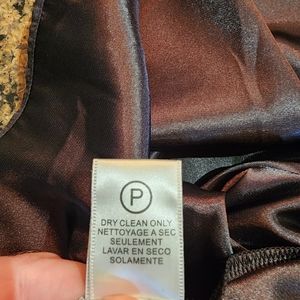 P
DRY CLEAN ONLY
NETTOYAGE A SEC
SEULEMENT
LAVAR EN SECO
SOLAMENTE